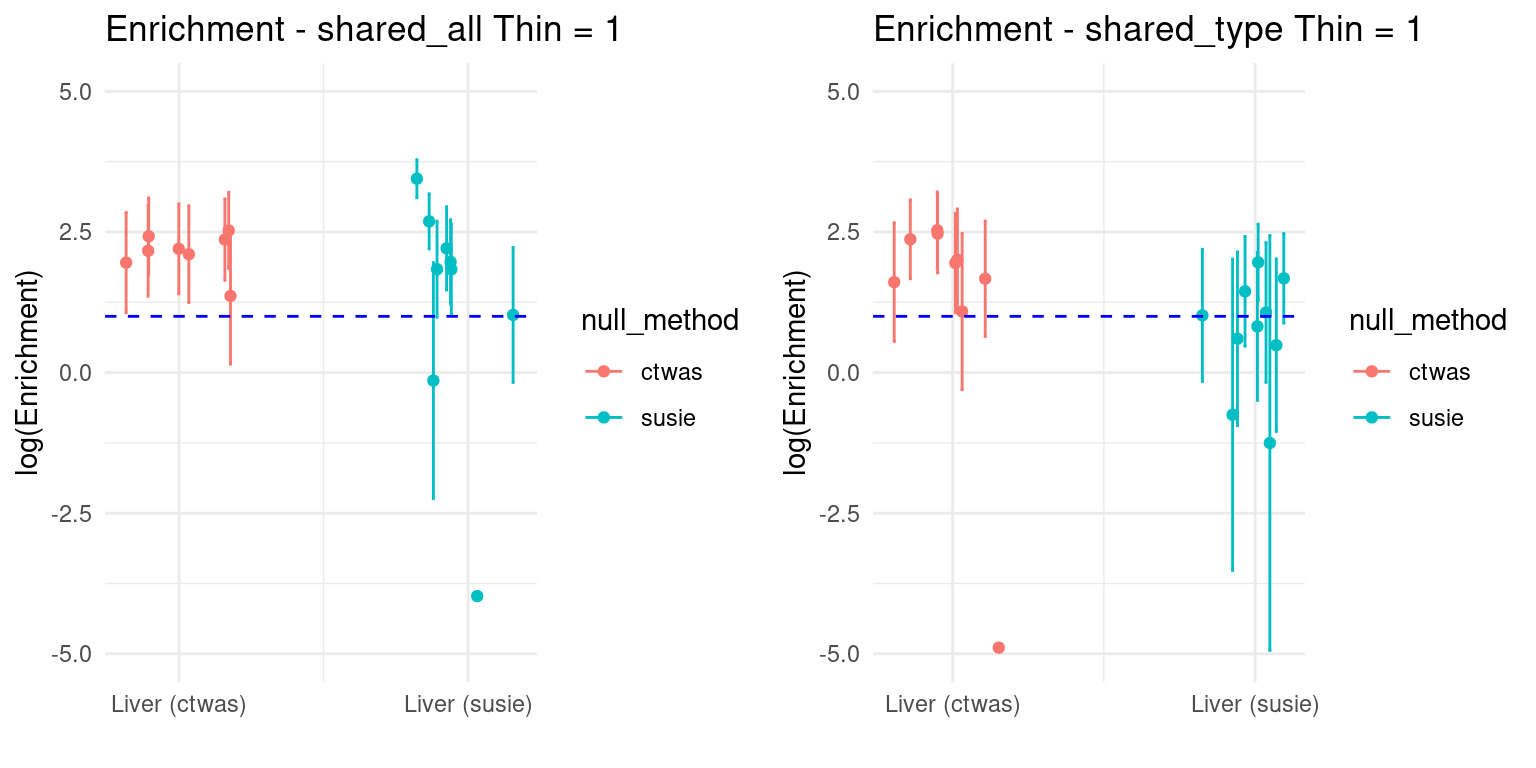 Enrichment - shared_all Thin = 1
log(Enrichment)
5.0
2.5
0.0
-2.5
-5.0
Liver (ctwas)
Liver (susie)
null_method
ctwas
susie
Enrichment - shared_type Thin = 1
log(Enrichment)
5.0
2.5
0.0
-2.5
-5.0
Liver (ctwas)
Liver (susie)
null_method
ctwas
susie